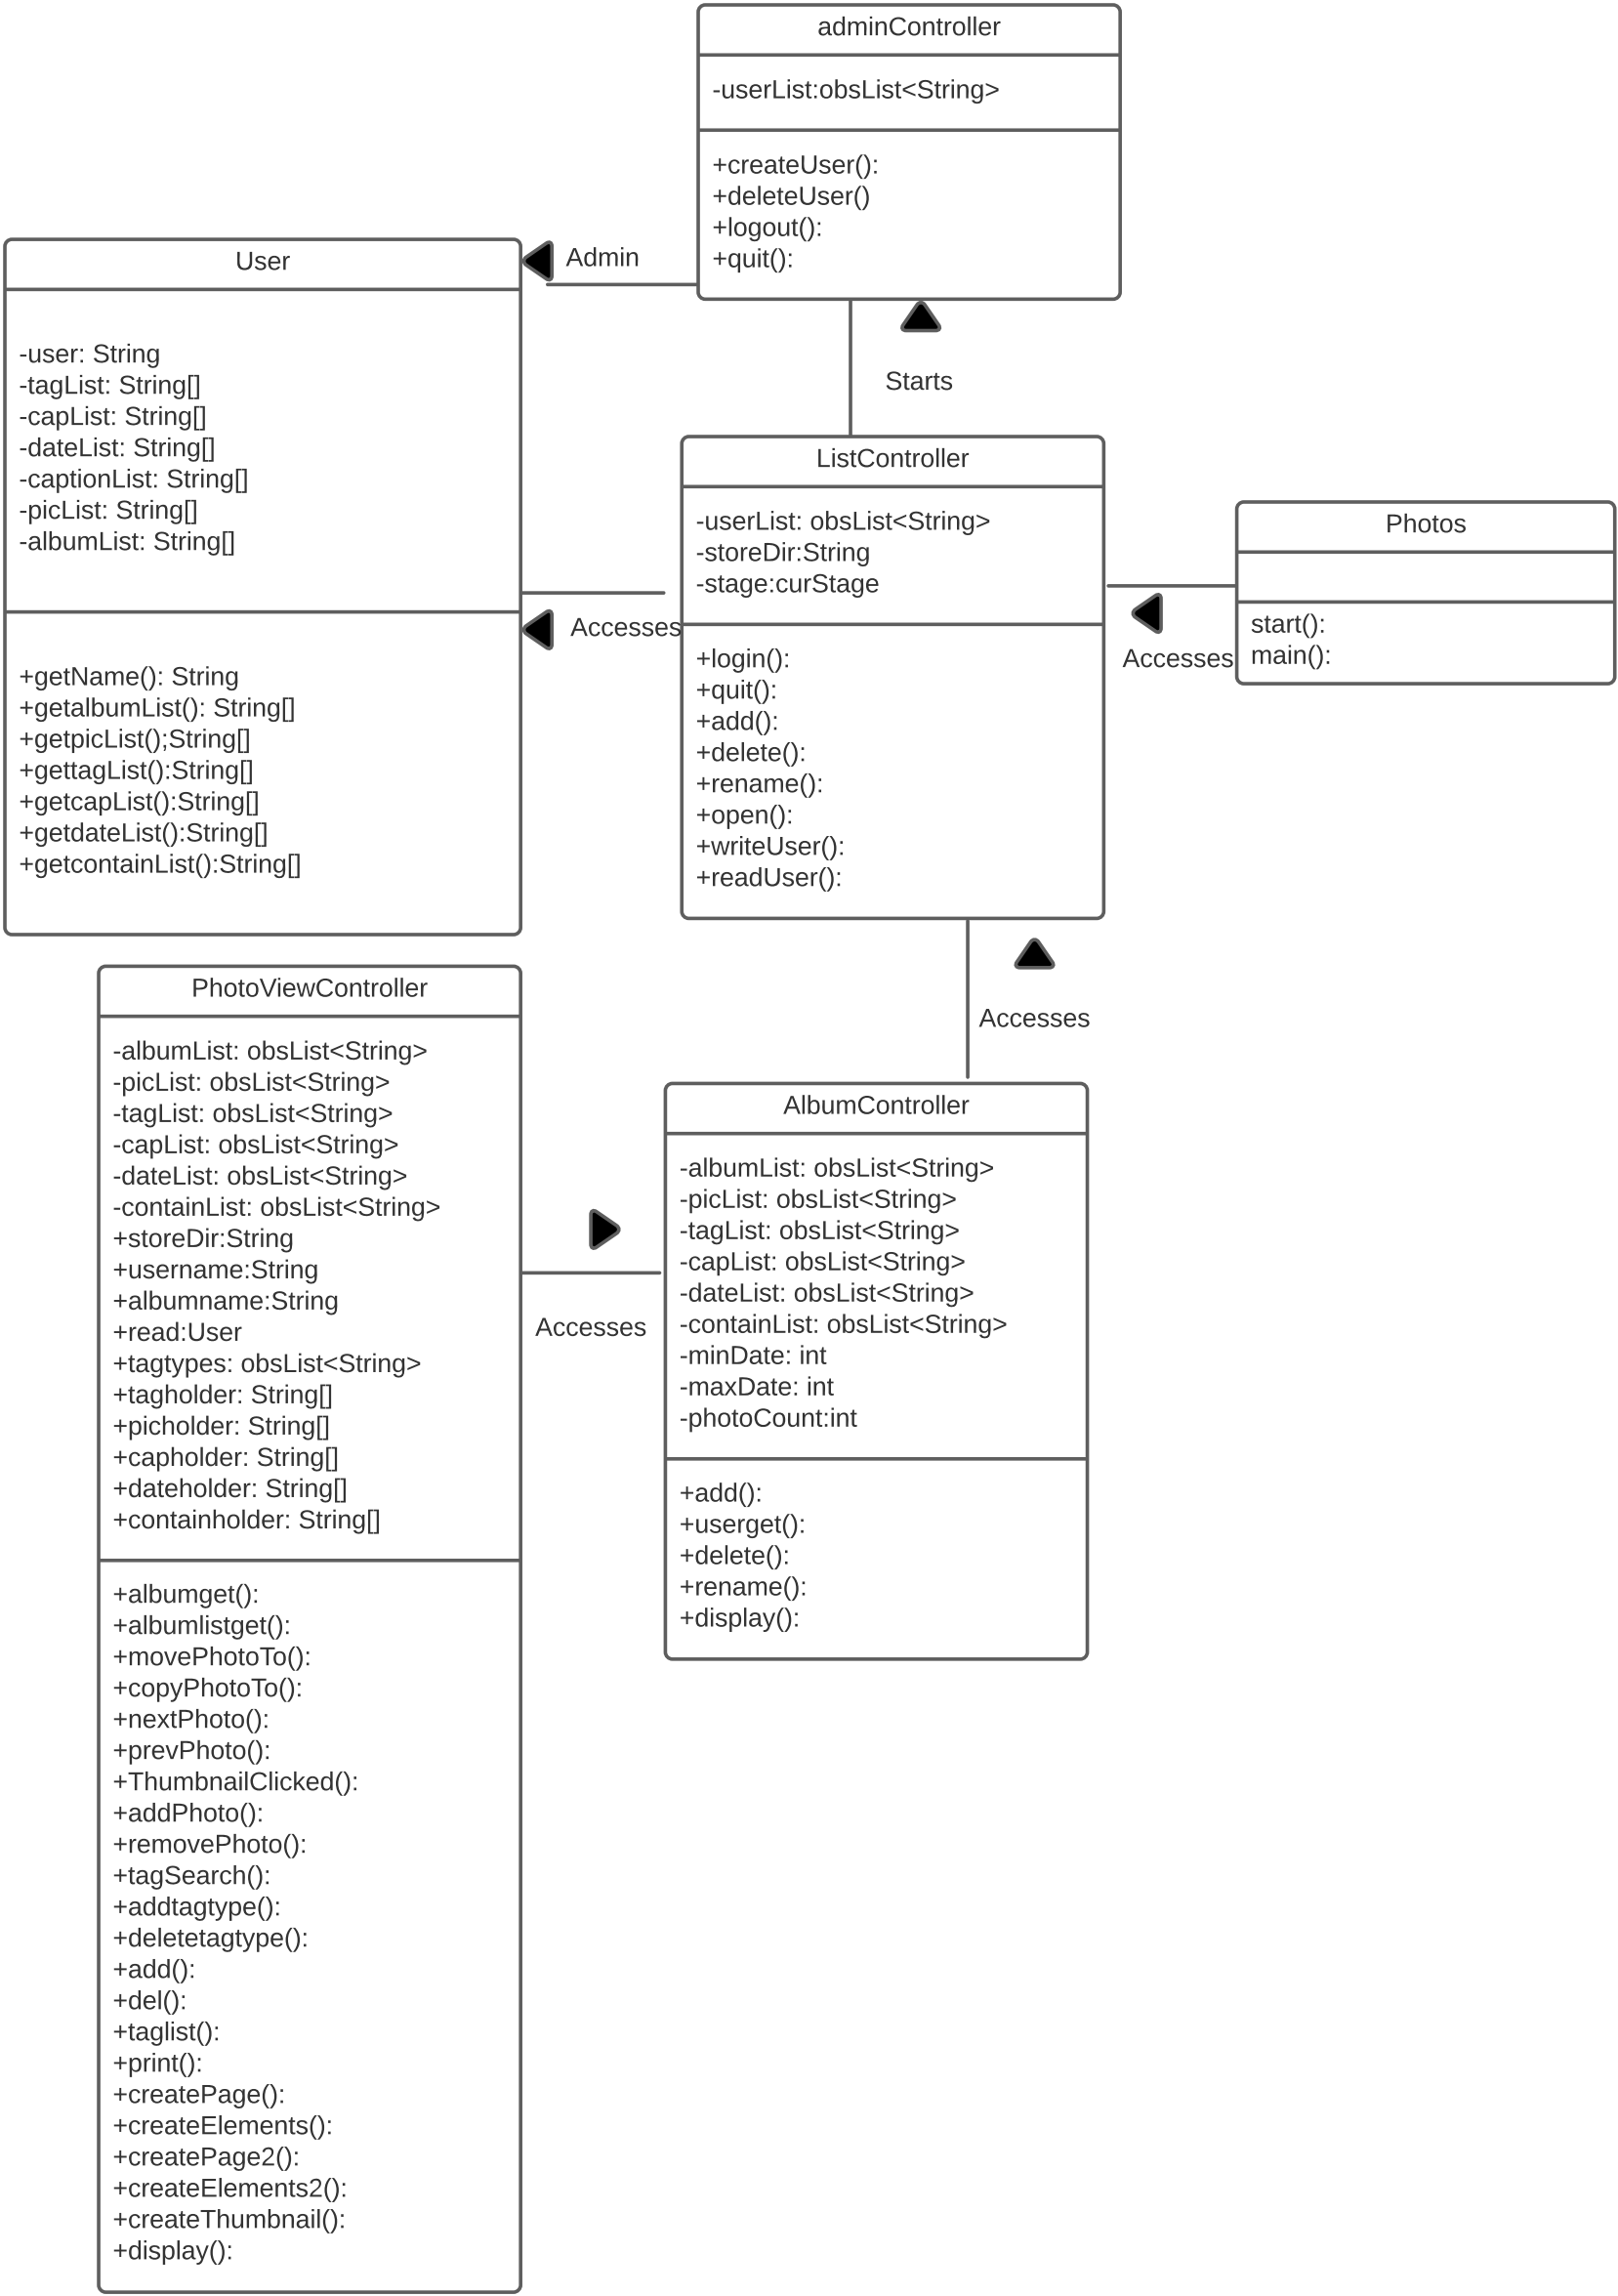 adminController
-userList:obsList<String>
+createUser():
+deleteUser()
+logout():
+quit():
Admin
User
-user: String
-tagList: String[]
-capList: String[]
-dateList: String[]
-captionList: String[]
-picList: String[]
-albumList: String[]
+getName(): String
+getalbumList(): String[]
+getpicList();String[]
+gettagList():String[]
+getcapList():String[]
+getdateList():String[]
+getcontainList():String[]
Starts
ListController
-userList: obsList<String>
-storeDir:String
-stage:curStage
+login():
+quit():
+add():
+delete():
+rename():
+open():
+writeUser():
+readUser():
Accesses
Photos
start():
main():
Accesses
Accesses
PhotoViewController
-albumList: obsList<String>
-picList: obsList<String>
-tagList: obsList<String>
-capList: obsList<String>
-dateList: obsList<String>
-containList: obsList<String>
+storeDir:String
+username:String
+albumname:String
+read:User
+tagtypes: obsList<String>
+tagholder: String[]
+picholder: String[]
+capholder: String[]
+dateholder: String[]
+containholder: String[]
+albumget():
+albumlistget():
+movePhotoTo():
+copyPhotoTo():
+nextPhoto():
+prevPhoto():
+ThumbnailClicked():
+addPhoto():
+removePhoto():
+tagSearch():
+addtagtype():
+deletetagtype():
+add():
+del():
+taglist():
+print():
+createPage():
+createElements():
+createPage2():
+createElements2():
+createThumbnail():
+display():
Accesses
AlbumController
-albumList: obsList<String>
-picList: obsList<String>
-tagList: obsList<String>
-capList: obsList<String>
-dateList: obsList<String>
-containList: obsList<String>
-minDate: int
-maxDate: int
-photoCount:int
+add():
+userget():
+delete():
+rename():
+display():